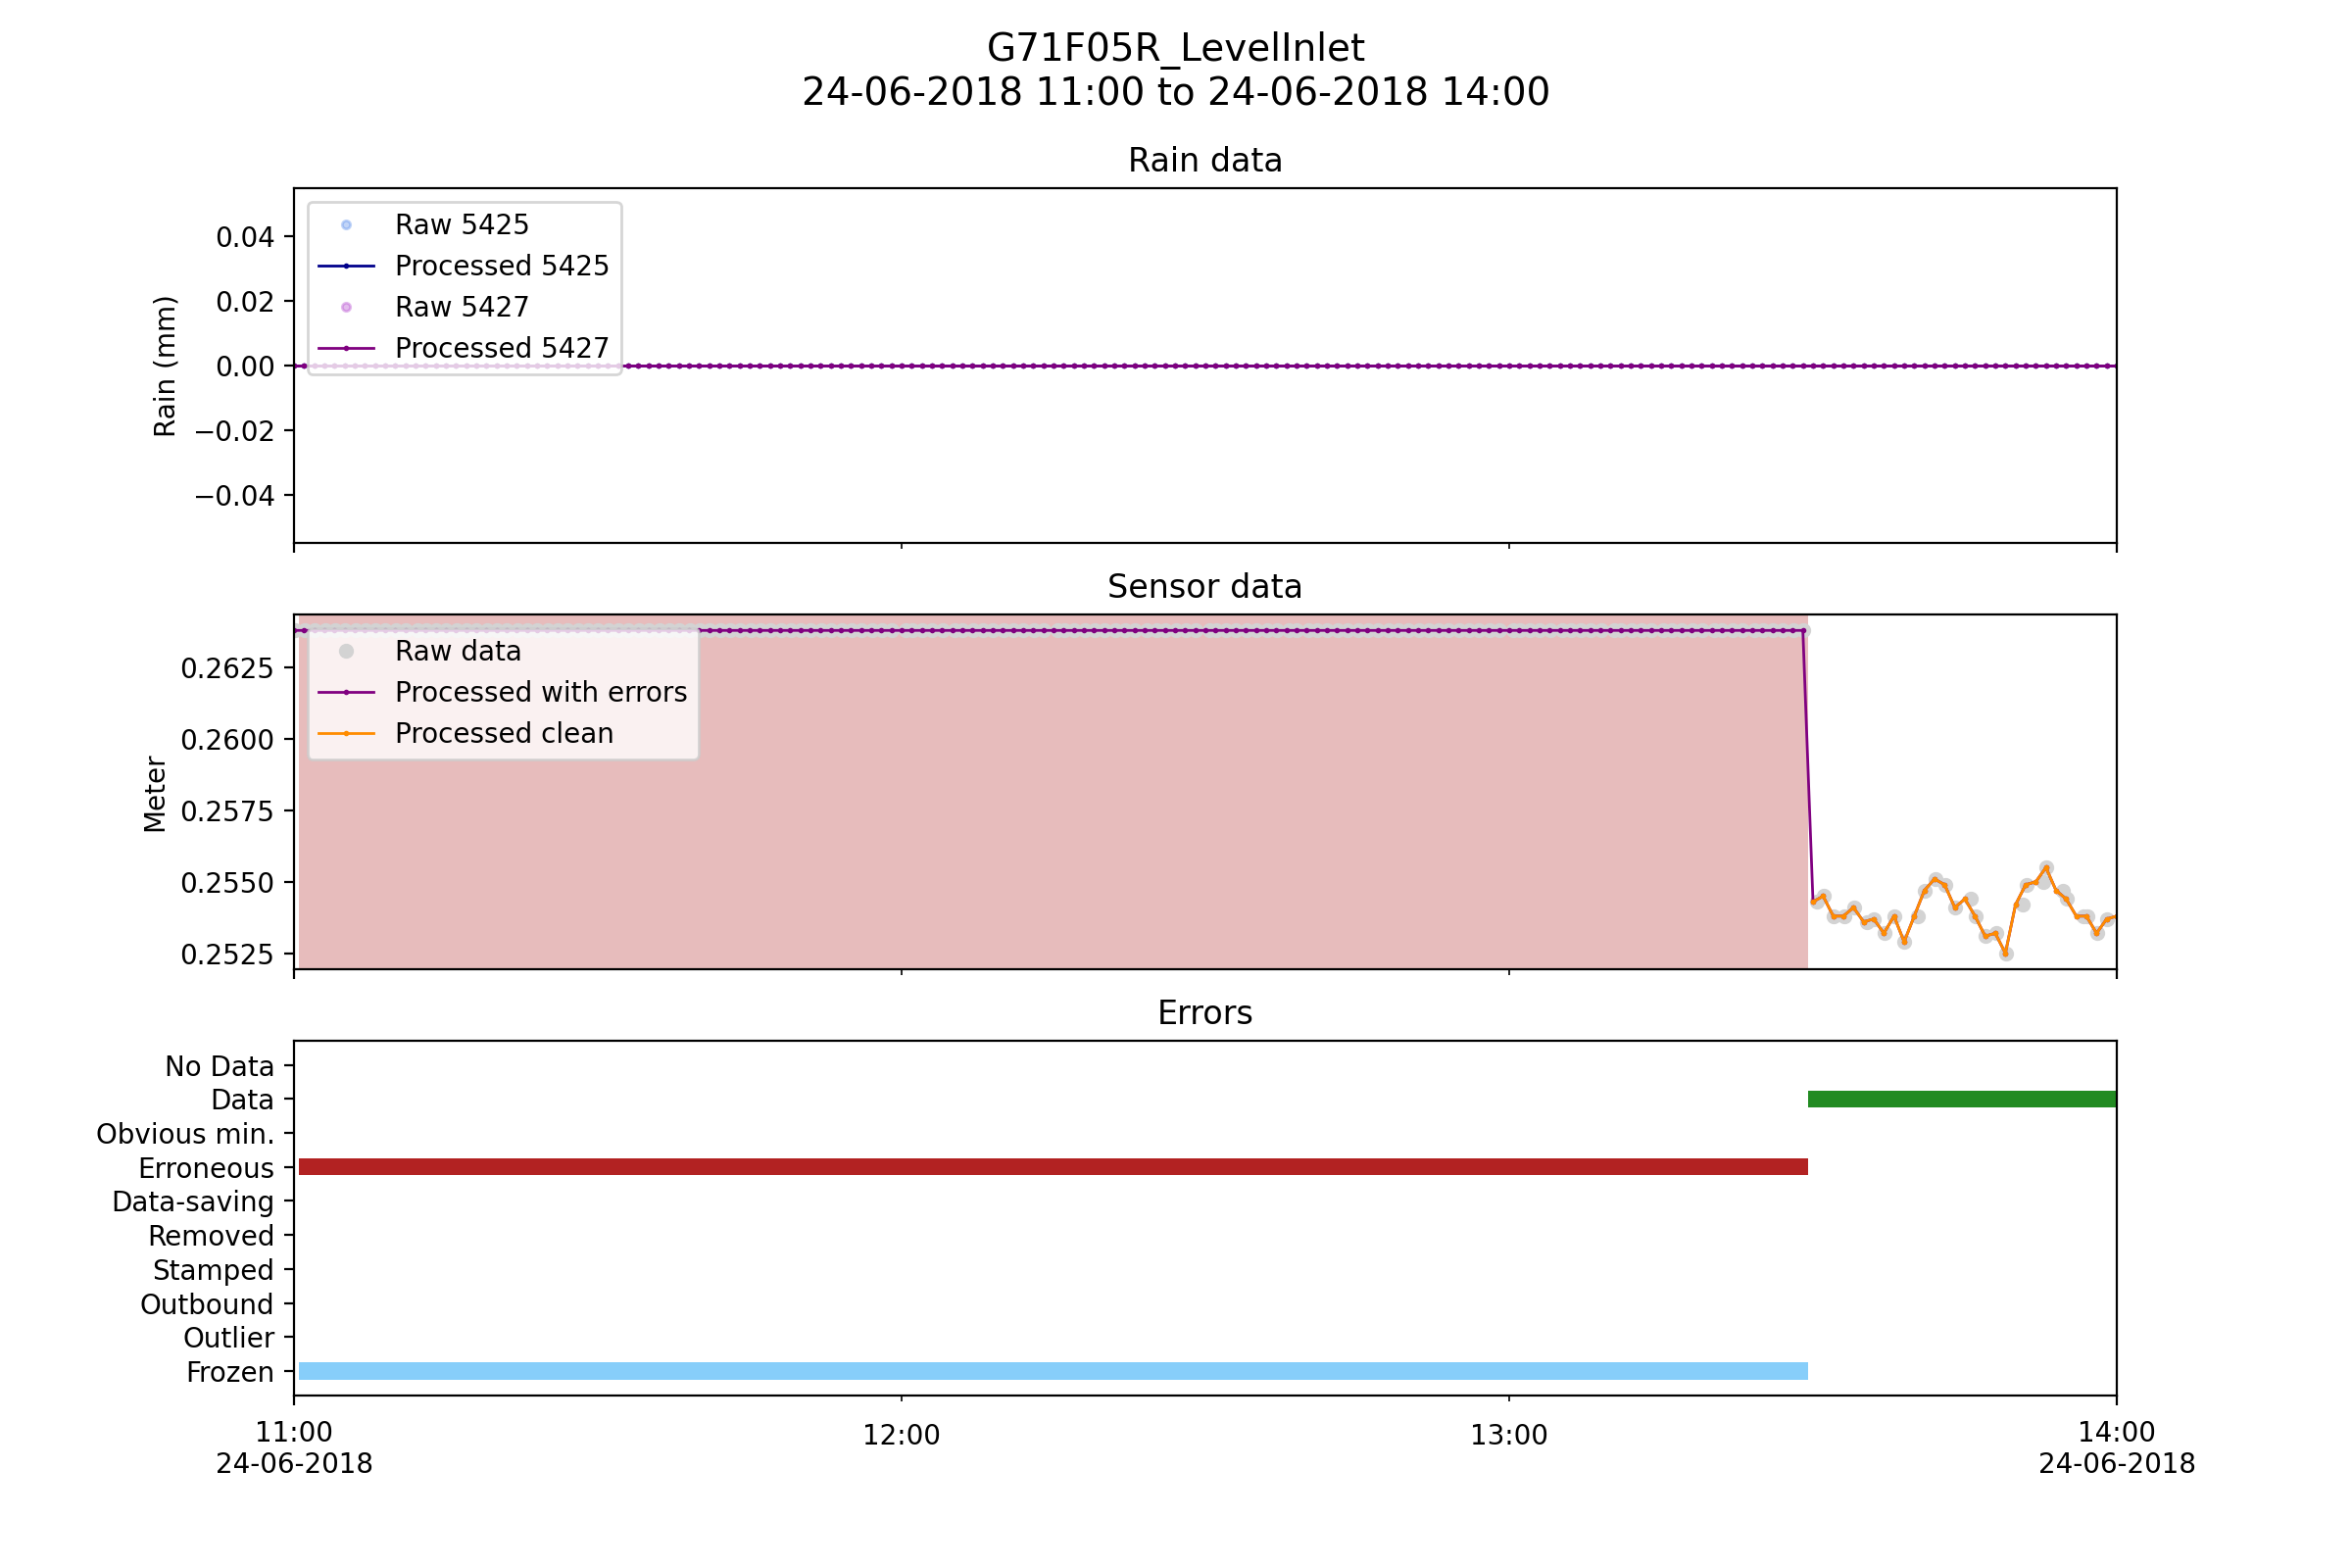 G71F05R_LevelInlet
24-06-2018 11:00 to 24-06-2018 14:00
Rain data
Raw 5425
Processed 5425
Raw 5427
Processed 5427
Rain (mm)
0.04
0.02
0.00
−0.02
−0.04
Sensor data
Raw data
Processed with errors
Processed clean
Meter
0.2625
0.2600
0.2575
0.2550
0.2525
Errors
No Data
Data
Obvious min.
Erroneous
Data-saving
Removed
Stamped
Outbound
Outlier
Frozen
11:00 12:00 13:00 14:00
24-06-2018 24-06-2018